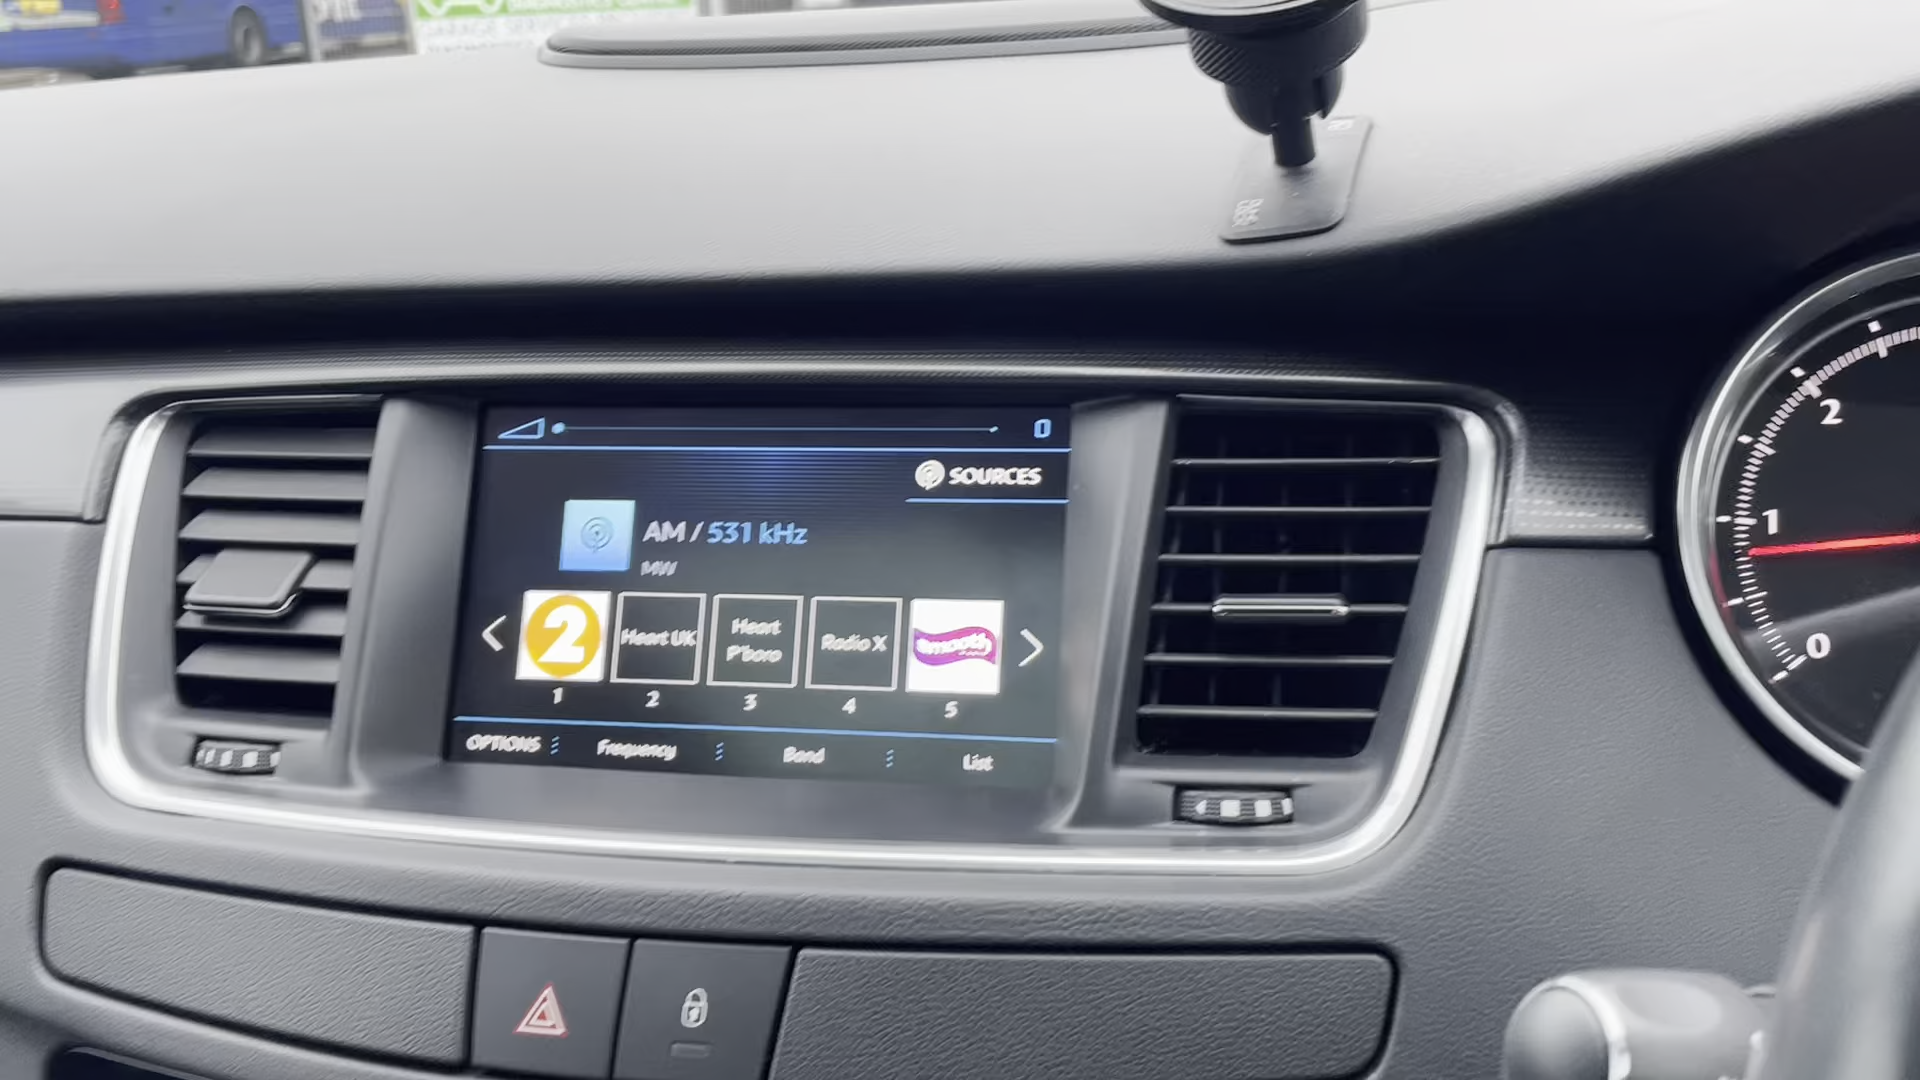 0
SOURCES
AM / 531 kHz
MW
2
Heart UK
Heart
P'boro
Radio X
smooth
1
2
3
4
5
OPTIONS
Frequency
Band
List
2
1
0